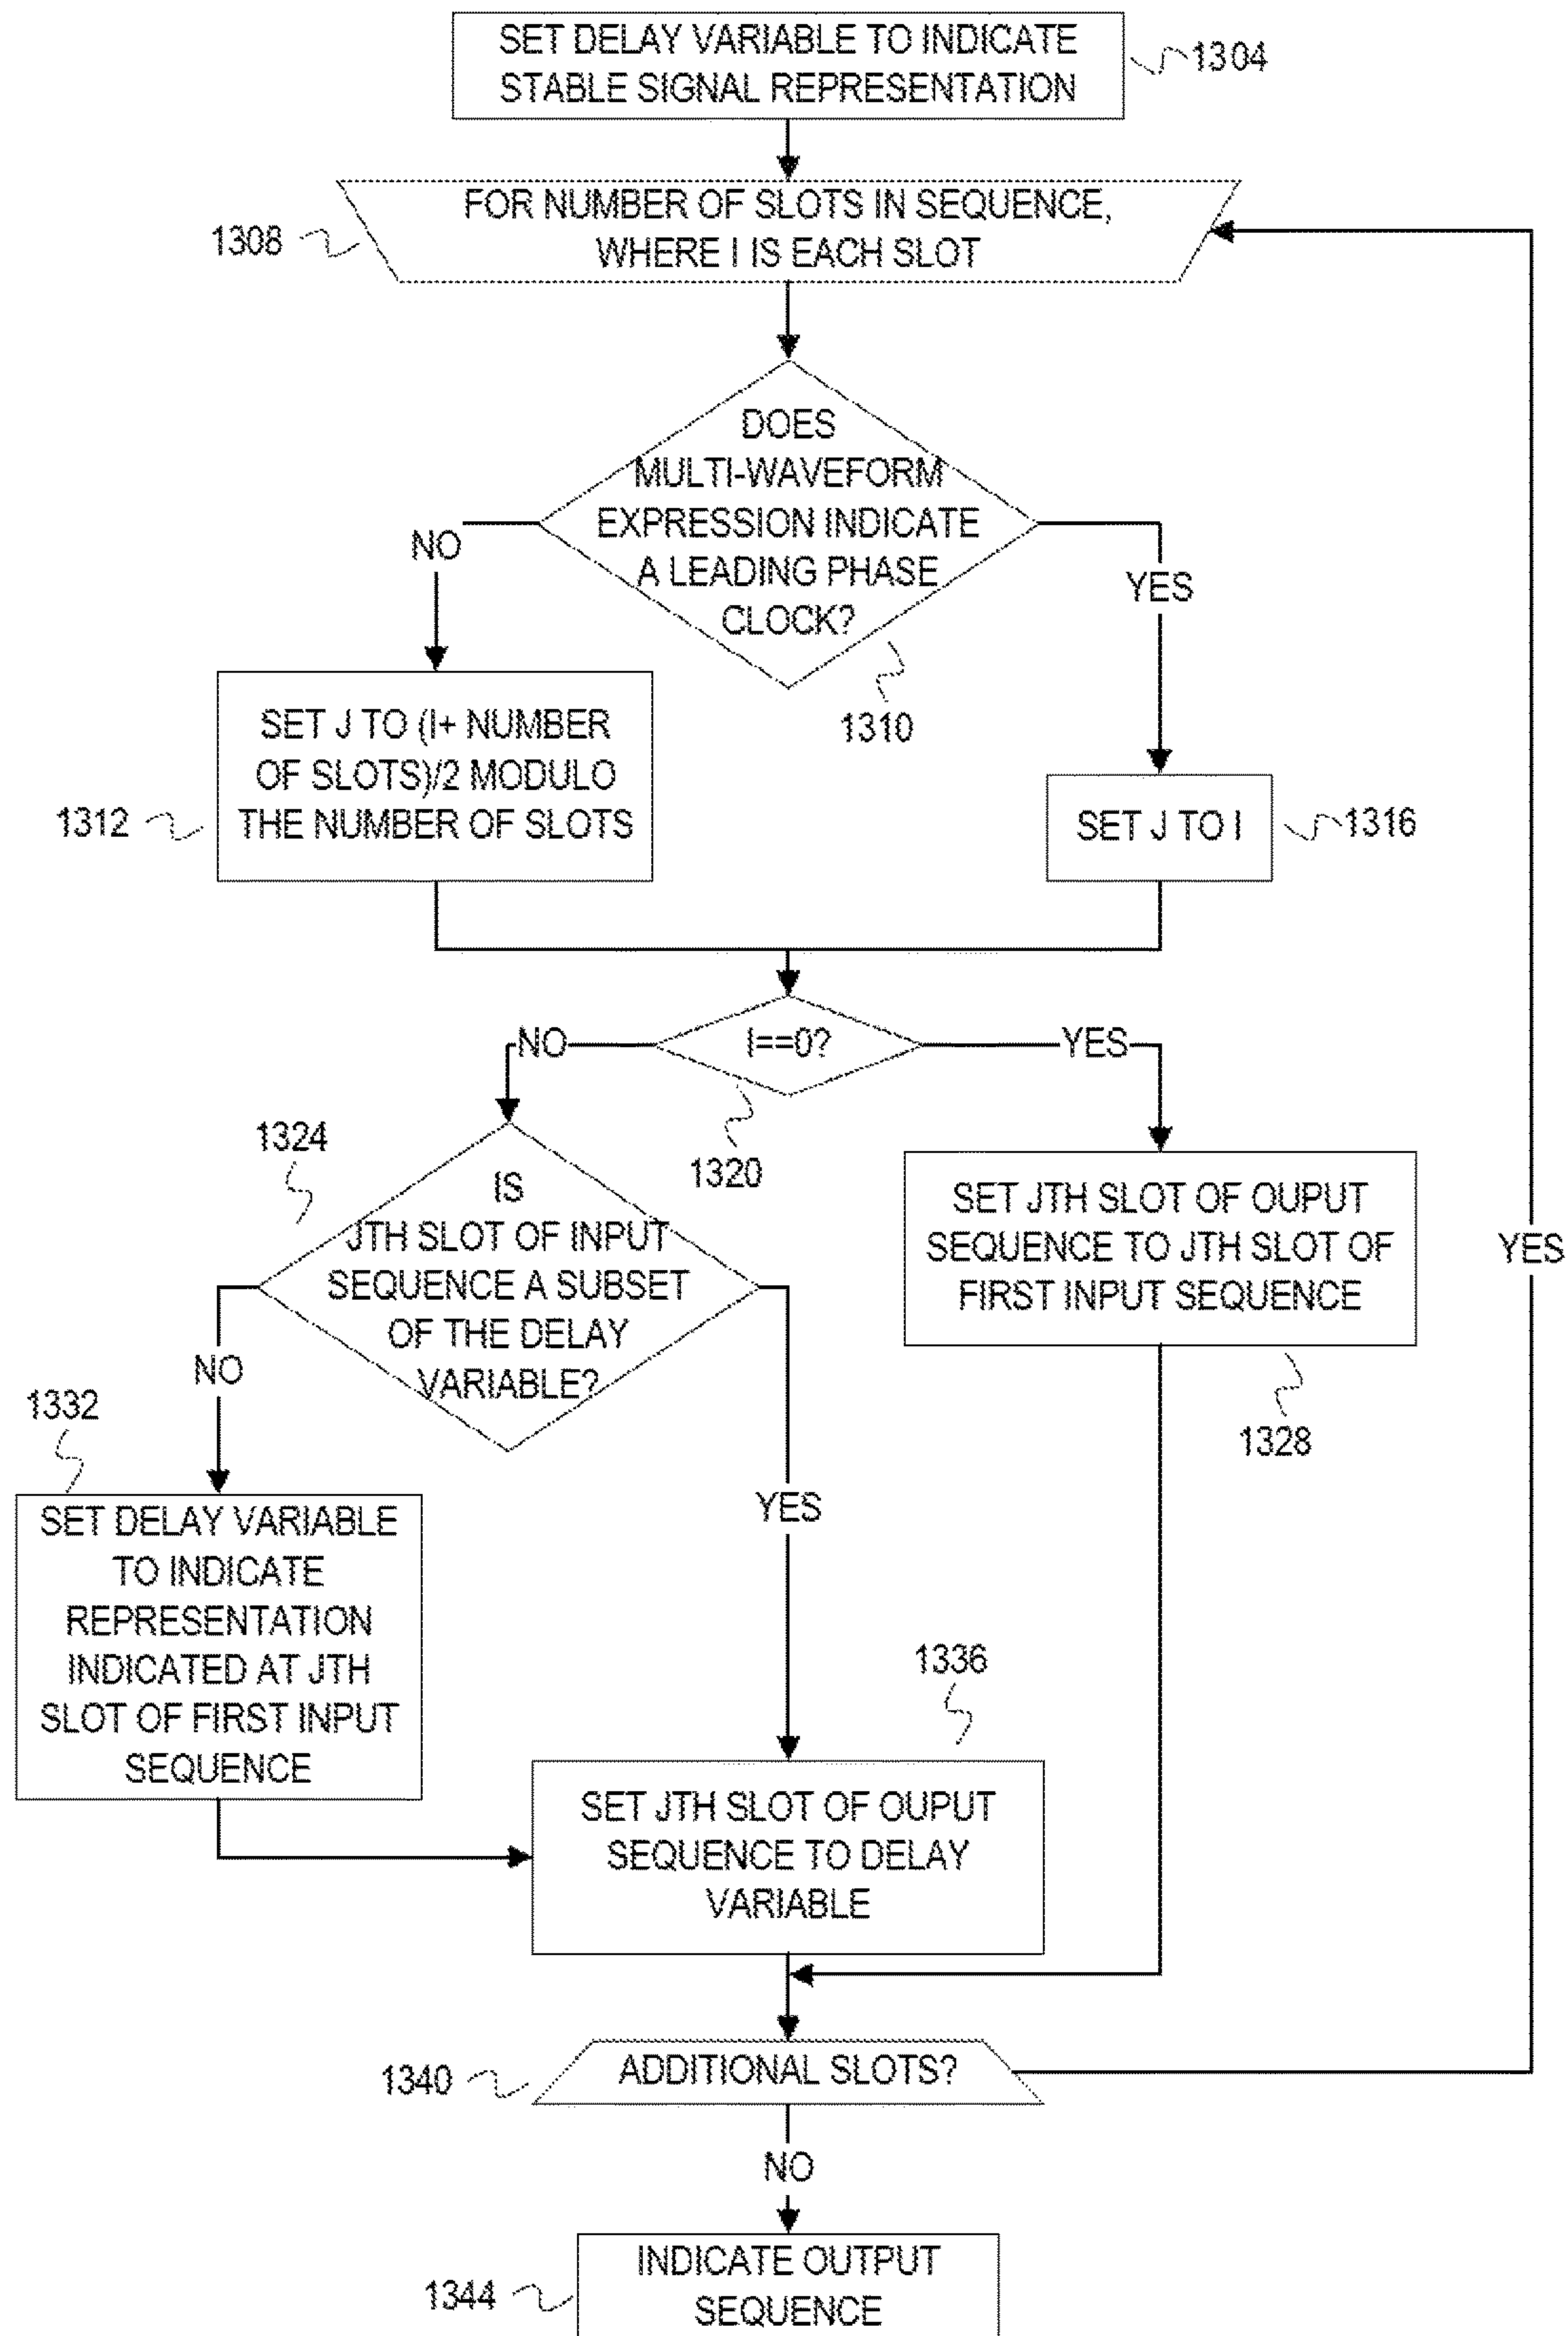 SET DELAY VARIABLE TO INDICATE
STABLE SIGNAL REPRESENTATION
1304
FOR NUMBER OF SLOTS IN SEQUENCE,
WHERE I IS EACH SLOT
1308
DOES
MULTI-WAVEFORM
EXPRESSION INDICATE
A LEADING PHASE
CLOCK?
NO
YES
1310
SET J TO (I+ NUMBER
OF SLOTS)/2 MODULO
THE NUMBER OF SLOTS
1312
SET J TO I
1316
I==0?
NO
YES
1320
1324
IS
JTH SLOT OF INPUT
SEQUENCE A SUBSET
OF THE DELAY
VARIABLE?
SET JTH SLOT OF OUPUT
SEQUENCE TO JTH SLOT OF
FIRST INPUT SEQUENCE
YES
1328
NO
1332
YES
SET DELAY VARIABLE
TO INDICATE
REPRESENTATION
INDICATED AT JTH
SLOT OF FIRST INPUT
SEQUENCE
1336
SET JTH SLOT OF OUPUT
SEQUENCE TO DELAY
VARIABLE
ADDITIONAL SLOTS?
1340
NO
INDICATE OUTPUT
SEQUENCE
1344